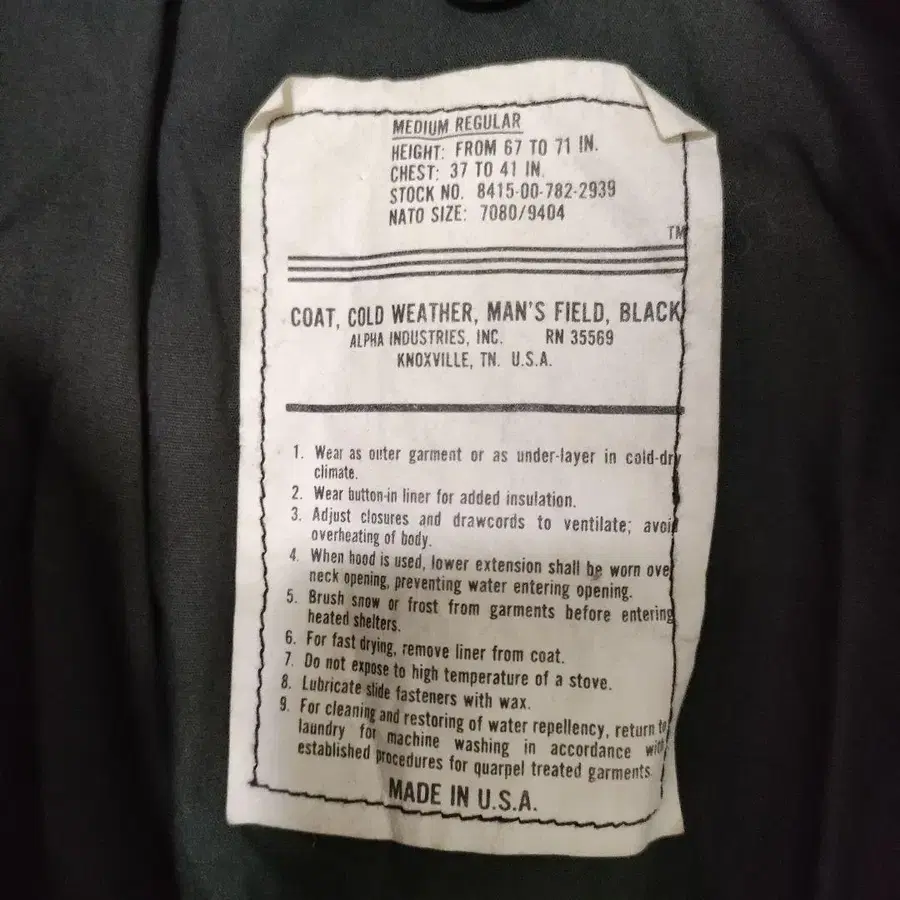 MEDIUM REGULAR
HEIGHT: FROM 67 TO 71 IN.
CHEST: 37 TO 41 IN.
STOCK NO. 8415-00-782-2939
NATO SIZE: 7080/9404
TM
COAT, COLD WEATHER, MAN'S FIELD, BLACK
ALPHA INDUSTRIES, INC. RN 35569
KNOXVILLE, TN. U.S.A.
1. Wear as outer garment or as under-layer in cold-dry
climate.
2. Wear button-in liner for added insulation.
3. Adjust closures and drawcords to ventilate; avoid
overheating of body.
4. When hood is used, lower extension shall be worn over
neck opening, preventing water entering opening.
5. Brush snow or frost from garments before entering
heated shelters.
6. For fast drying, remove liner from coat.
7. Do not expose to high temperature of a stove.
8. Lubricate slide fasteners with wax.
9. For cleaning and restoring of water repellency, return to
laundry for machine washing in accordance with
established procedures for quarpel treated garments
MADE IN U.S.A.